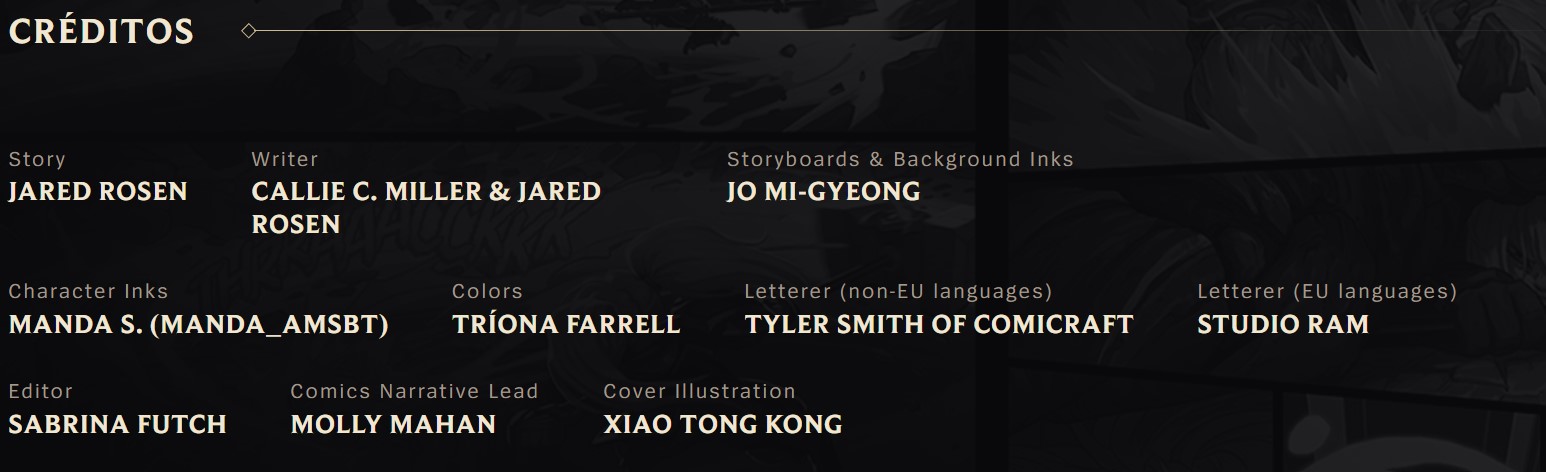 CRÉDITOS
Story
JARED ROSEN
Writer
CALLIE C. MILLER & JARED
ROSEN
Storyboards & Background Inks
JO MI-GYEONG
Character Inks
MANDA S. (MANDA_AMSBT)
Colors
TRÍONA FARRELL
Letterer (non-EU languages)
TYLER SMITH OF COMICRAFT
Letterer (EU languages)
STUDIO RAM
Editor
SABRINA FUTCH
Comics Narrative Lead
MOLLY MAHAN
Cover Illustration
XIAO TONG KONG